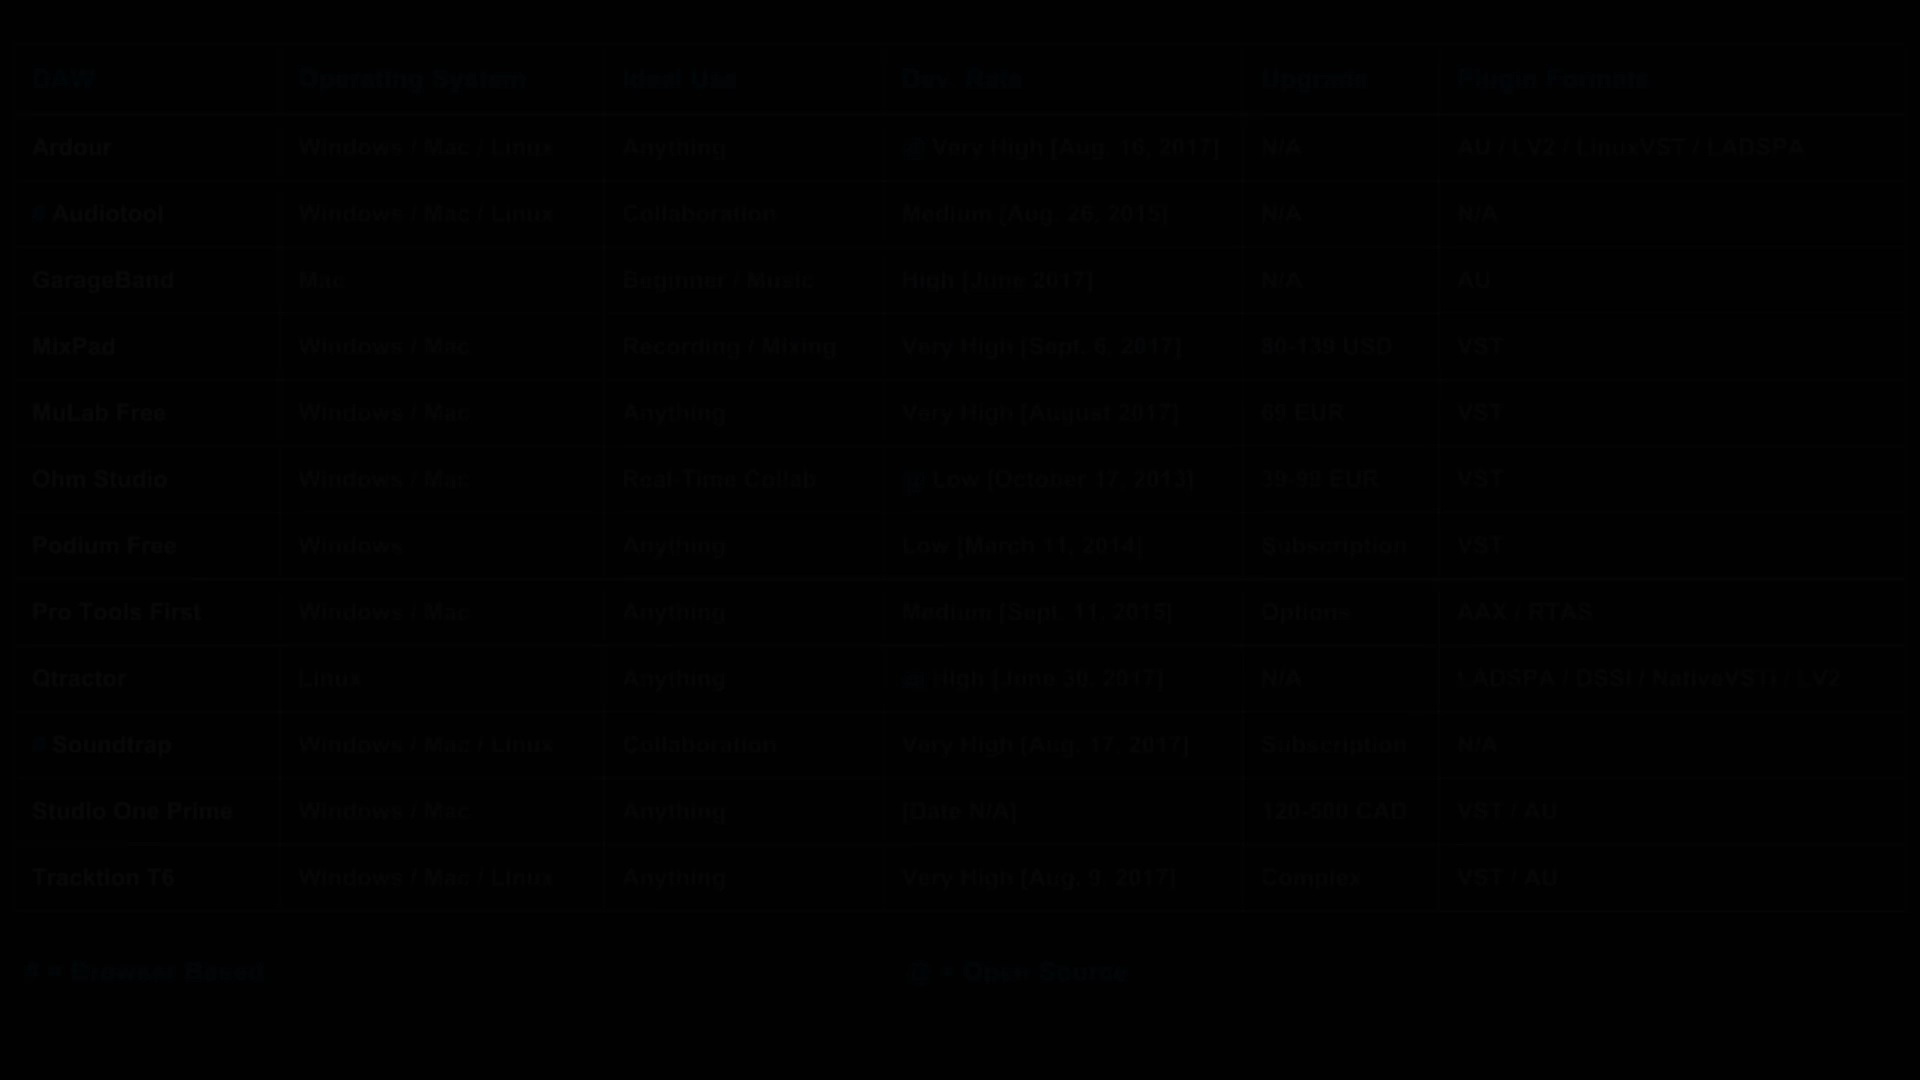 DAW Operating System Ideal Use Dev. Rate Upgrade Plugin Formats
Ardour Windows / Mac / Linux Anything @ Very High [Aug. 16, 2017] N/A AU / LV2 / LinuxVST / LADSPA
# Audiotool Windows / Mac / Linux Collaboration Medium [Aug. 26, 2015] N/A N/A
GarageBand Mac Beginner / Music High [June 2017] N/A AU
MixPad Windows / Mac Recording / Mixing Very High [Sept. 6, 2017] 80-139 USD VST
MuLab Free Windows / Mac Anything Very High [August 2017] 69 EUR VST
Ohm Studio Windows / Mac Real-Time Collab @ Low [October 17, 2013] 39-99 EUR VST
Podium Free Windows Anything Low [March 11, 2014] Subscription VST
Pro Tools First Windows / Mac Anything Medium [Sept. 11, 2015] Options AAX / RTAS
Qtractor Linux Anything @ High [June 30, 2017] N/A LADSPA / DSSI / NativeVSTi / LV2
# Soundtrap Windows / Mac / Linux Collaboration Very High [Aug. 17, 2017] Subscription N/A
Studio One Prime Windows / Mac Anything [Date N/A] 120-500 CAD VST / AU
Tracktion T6 Windows / Mac / Linux Anything Very High [Aug. 9, 2017] Complex VST / AU
# = Browser Based @ = Open Source